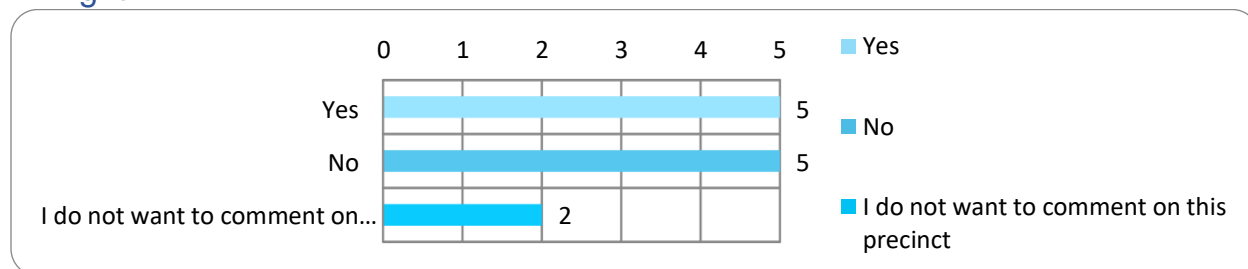 0 1 2 3 4 5
Yes 5
No 5
I do not want to comment on... 2
Yes
No
I do not want to comment on this
precinct